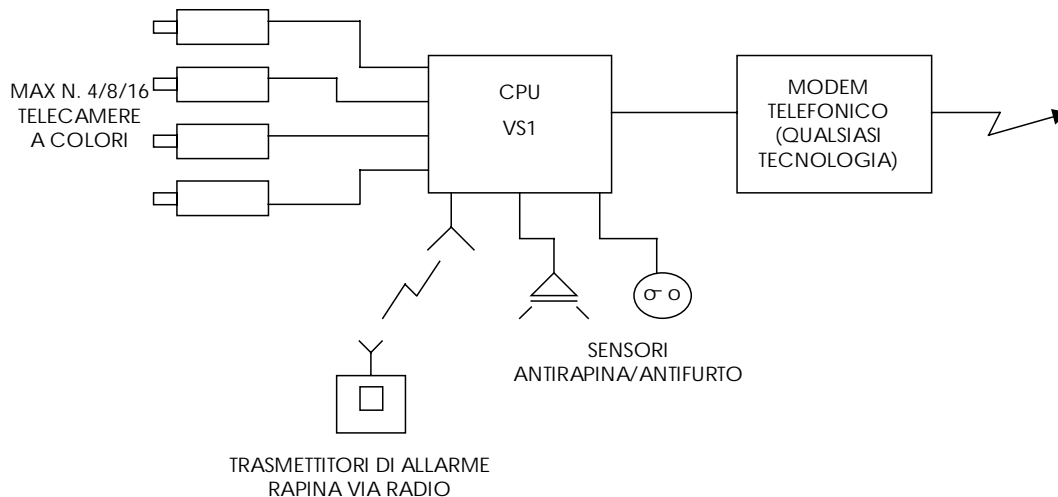 MAX N. 4/8/16
TELECAMERE
A COLORI
CPU
VS1
MODEM
TELEFONICO
(QUALSIASI
TECNOLOGIA)
SENSORI
ANTIRAPINA/ANTIFURTO
TRASMETTITORI DI ALLARME
RAPINA VIA RADIO